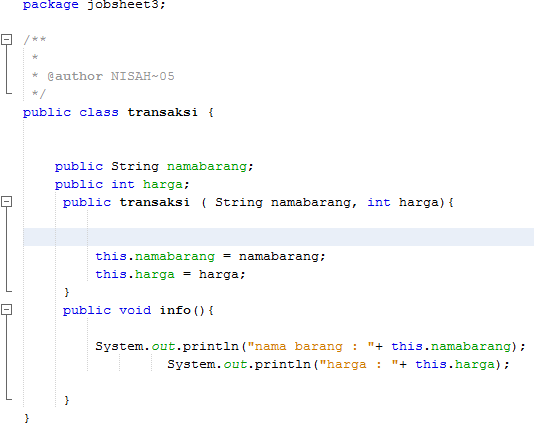 package jobsheet3;
/**
 *
 * @author NISAH~05
 */
public class transaksi {
    public String namabarang;
    public int harga;
     public transaksi ( String namabarang, int harga){
         this.namabarang = namabarang;
         this.harga = harga;
     }
     public void info(){
         System.out.println("nama barang : "+ this.namabarang);
                  System.out.println("harga : "+ this.harga);
     }
}